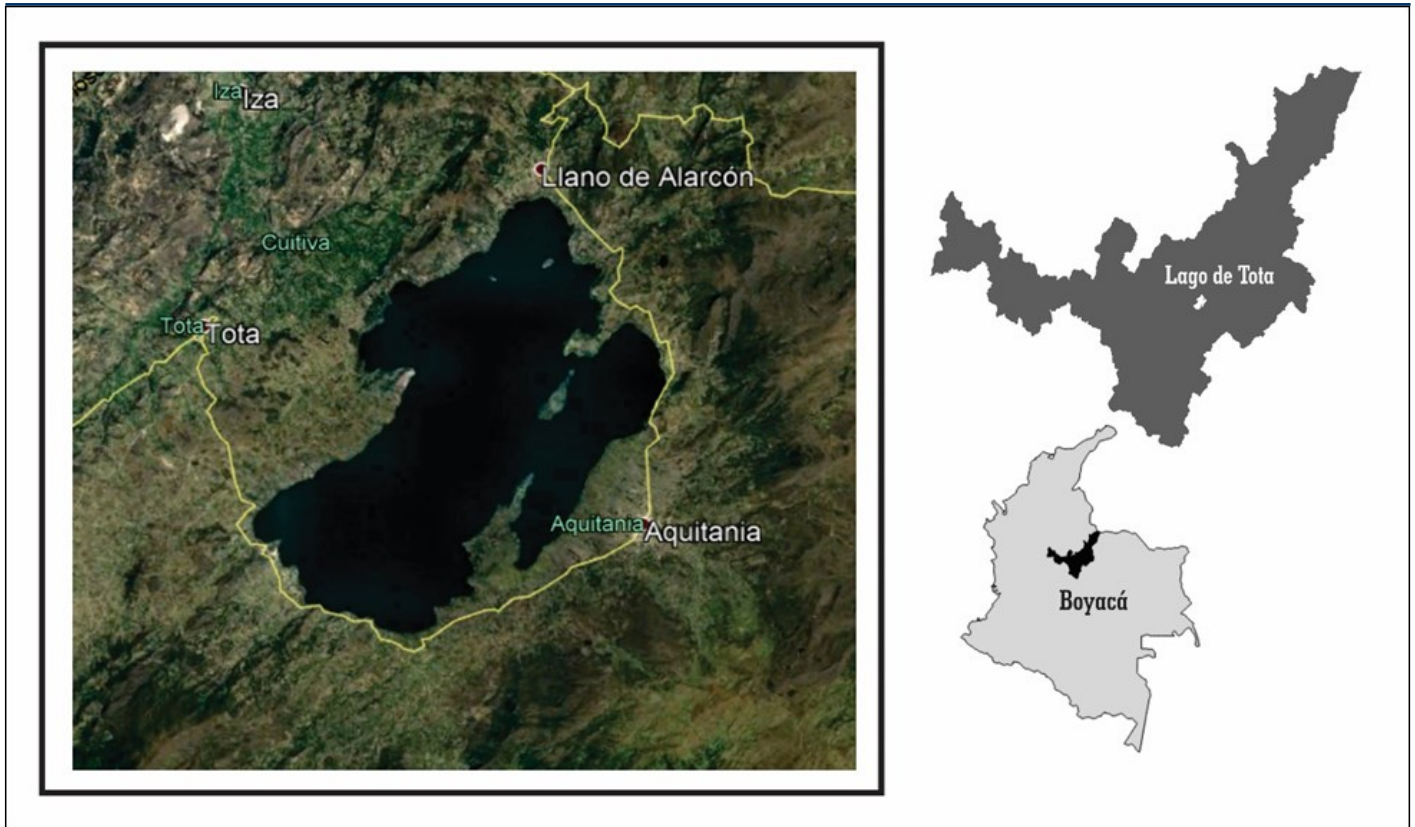 Iza
Iza
Llano de Alarcón
Cuitiva
Tota
Tota
Aquitania
Aquitania
Lago de Tota
Boyacá